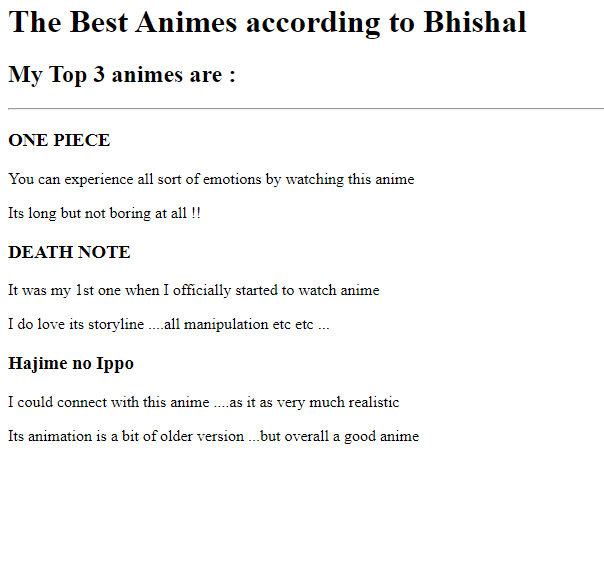 The Best Animes according to Bhishal
My Top 3 animes are :
ONE PIECE
You can experience all sort of emotions by watching this anime
Its long but not boring at all !!
DEATH NOTE
It was my 1st one when I officially started to watch anime
I do love its storyline ....all manipulation etc etc ...
Hajime no Ippo
I could connect with this anime ....as it as very much realistic
Its animation is a bit of older version ...but overall a good anime